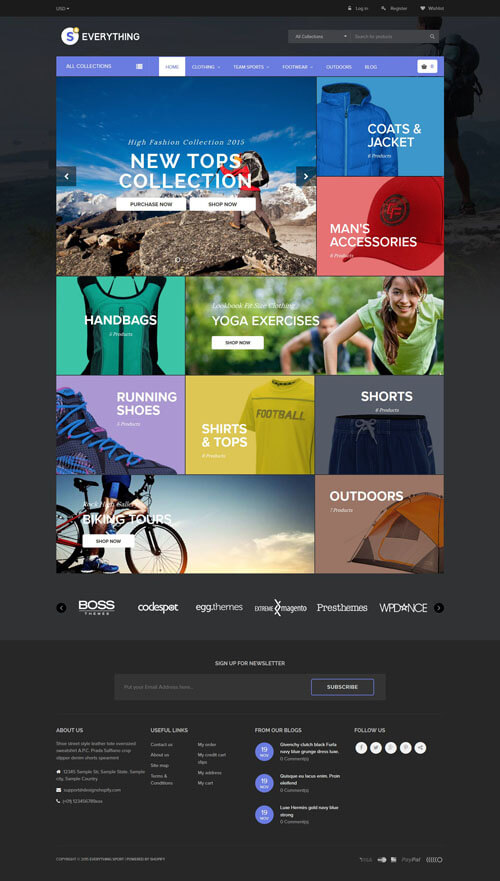 USD
Log in
Register
Wishlist
S
EVERYTHING
All Collections
Search for products
ALL COLLECTIONS
HOME
CLOTHING
TEAM SPORTS
FOOTWEAR
OUTDOORS
BLOG
0
High Fashion Collection 2015
NEW TOPS
COLLECTION
PURCHASE NOW
SHOP NOW
COATS &
JACKET
6 Products
MAN'S
ACCESSORIES
6 Products
HANDBAGS
5 Products
Lookbook Fit Size Clothing
YOGA EXERCISES
SHOP NOW
RUNNING
SHOES
5 Products
SHIRTS
& TOPS
6 Products
FOOTBALL
SHORTS
6 Products
BIKING TOURS
SHOP NOW
OUTDOORS
7 Products
BOSS
THEMES
codespot
egg.themes
EXTREME magento
Presthemes
WPDANCE
SIGN UP FOR NEWSLETTER
Put your Email Address here...
SUBSCRIBE
ABOUT US
Shoe street style leather tote oversized
sweatshirt A.P.C. Prada Saffiano crop
slipper denim shorts spearmint
12345 Sample St, Sample State, Sample
City, Sample Country
support@designshopify.com
USEFUL LINKS
Contact us
About us
Site map
Terms &
Conditions
My order
My credit cart
slips
My address
My cart
FROM OUR BLOGS
19
NOV
Givenchy clutch black Furla
navy blue grunge dress luxe.
0 Comment(s)
19
NOV
Quisque eu lacus enim. Proin
eleifend
0 Comment(s)
19
NOV
Luxe Hermès gold navy blue
strong
0 Comment(s)
FOLLOW US
COPYRIGHT © 2015 EVERYTHING SPORT | POWERED BY SHOPIFY
VISA
PayPal